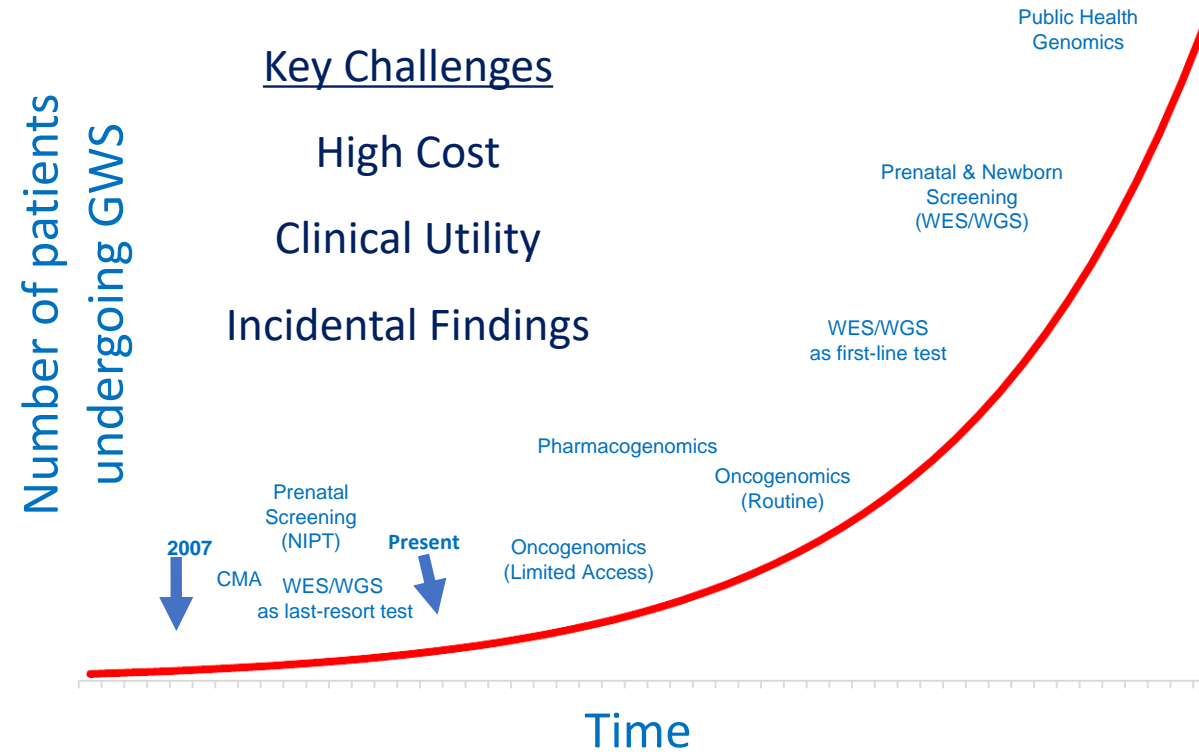 Public Health
Genomics
Key Challenges
High Cost
Clinical Utility
Incidental Findings
Number of patients
undergoing GWS
Prenatal & Newborn
Screening
(WES/WGS)
WES/WGS
as first-line test
Pharmacogenomics
Oncogenomics
(Routine)
Prenatal
Screening
(NIPT)
2007
Present
Oncogenomics
(Limited Access)
CMA
WES/WGS
as last-resort test
Time